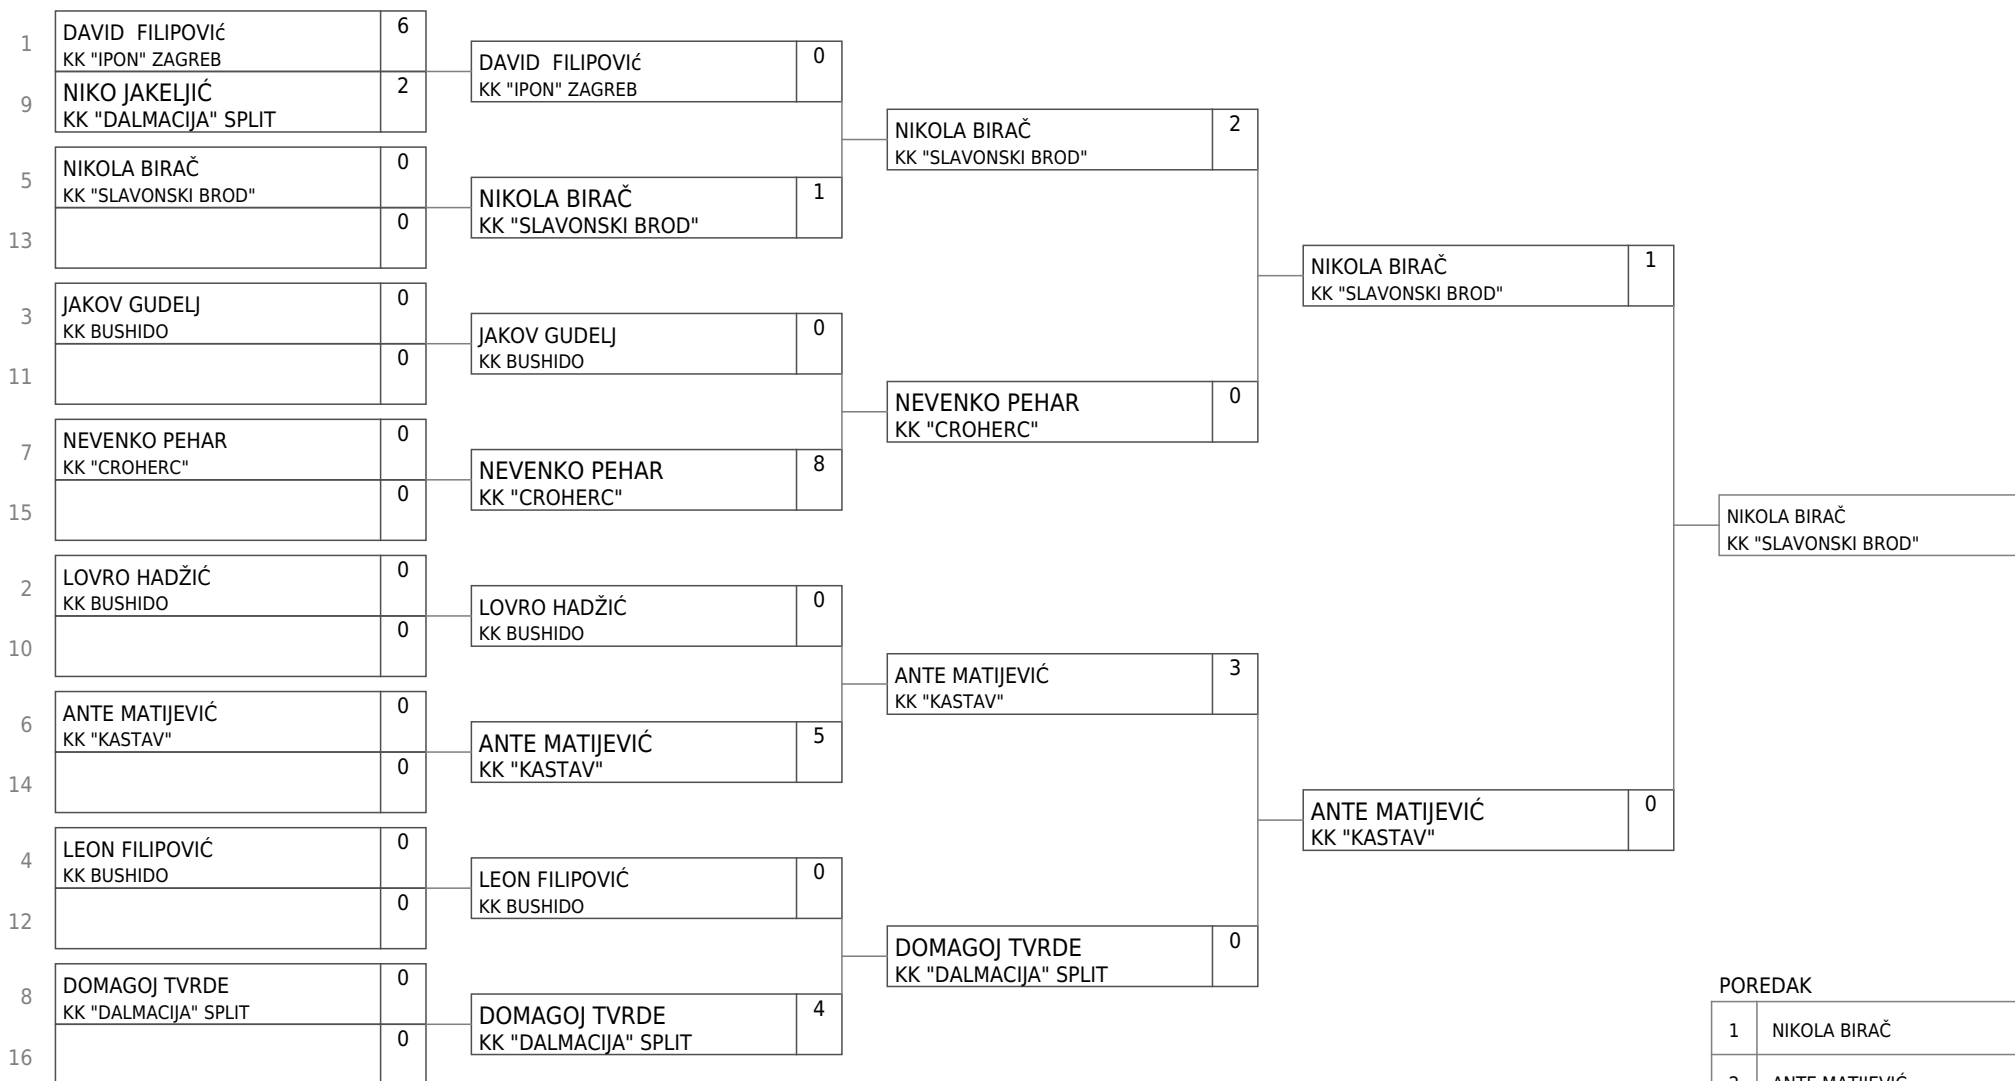 1
DAVID  FILIPOVIć
KK "IPON" ZAGREB
6
9
NIKO JAKELJIĆ
KK "DALMACIJA" SPLIT
2
5
NIKOLA BIRAČ
KK "SLAVONSKI BROD"
0
13
0
3
JAKOV GUDELJ
KK BUSHIDO
0
11
0
7
NEVENKO PEHAR
KK "CROHERC"
0
15
0
2
LOVRO HADŽIĆ
KK BUSHIDO
0
10
0
6
ANTE MATIJEVIĆ
KK "KASTAV"
0
14
0
4
LEON FILIPOVIĆ
KK BUSHIDO
0
12
0
8
DOMAGOJ TVRDE
KK "DALMACIJA" SPLIT
0
16
0
DAVID  FILIPOVIć
KK "IPON" ZAGREB
0
NIKOLA BIRAČ
KK "SLAVONSKI BROD"
1
JAKOV GUDELJ
KK BUSHIDO
0
NEVENKO PEHAR
KK "CROHERC"
8
LOVRO HADŽIĆ
KK BUSHIDO
0
ANTE MATIJEVIĆ
KK "KASTAV"
5
LEON FILIPOVIĆ
KK BUSHIDO
0
DOMAGOJ TVRDE
KK "DALMACIJA" SPLIT
4
NIKOLA BIRAČ
KK "SLAVONSKI BROD"
2
NEVENKO PEHAR
KK "CROHERC"
0
ANTE MATIJEVIĆ
KK "KASTAV"
3
DOMAGOJ TVRDE
KK "DALMACIJA" SPLIT
0
NIKOLA BIRAČ
KK "SLAVONSKI BROD"
1
ANTE MATIJEVIĆ
KK "KASTAV"
0
NIKOLA BIRAČ
KK "SLAVONSKI BROD"
POREDAK
1 NIKOLA BIRAČ
2 ANTE MATIJEVIĆ